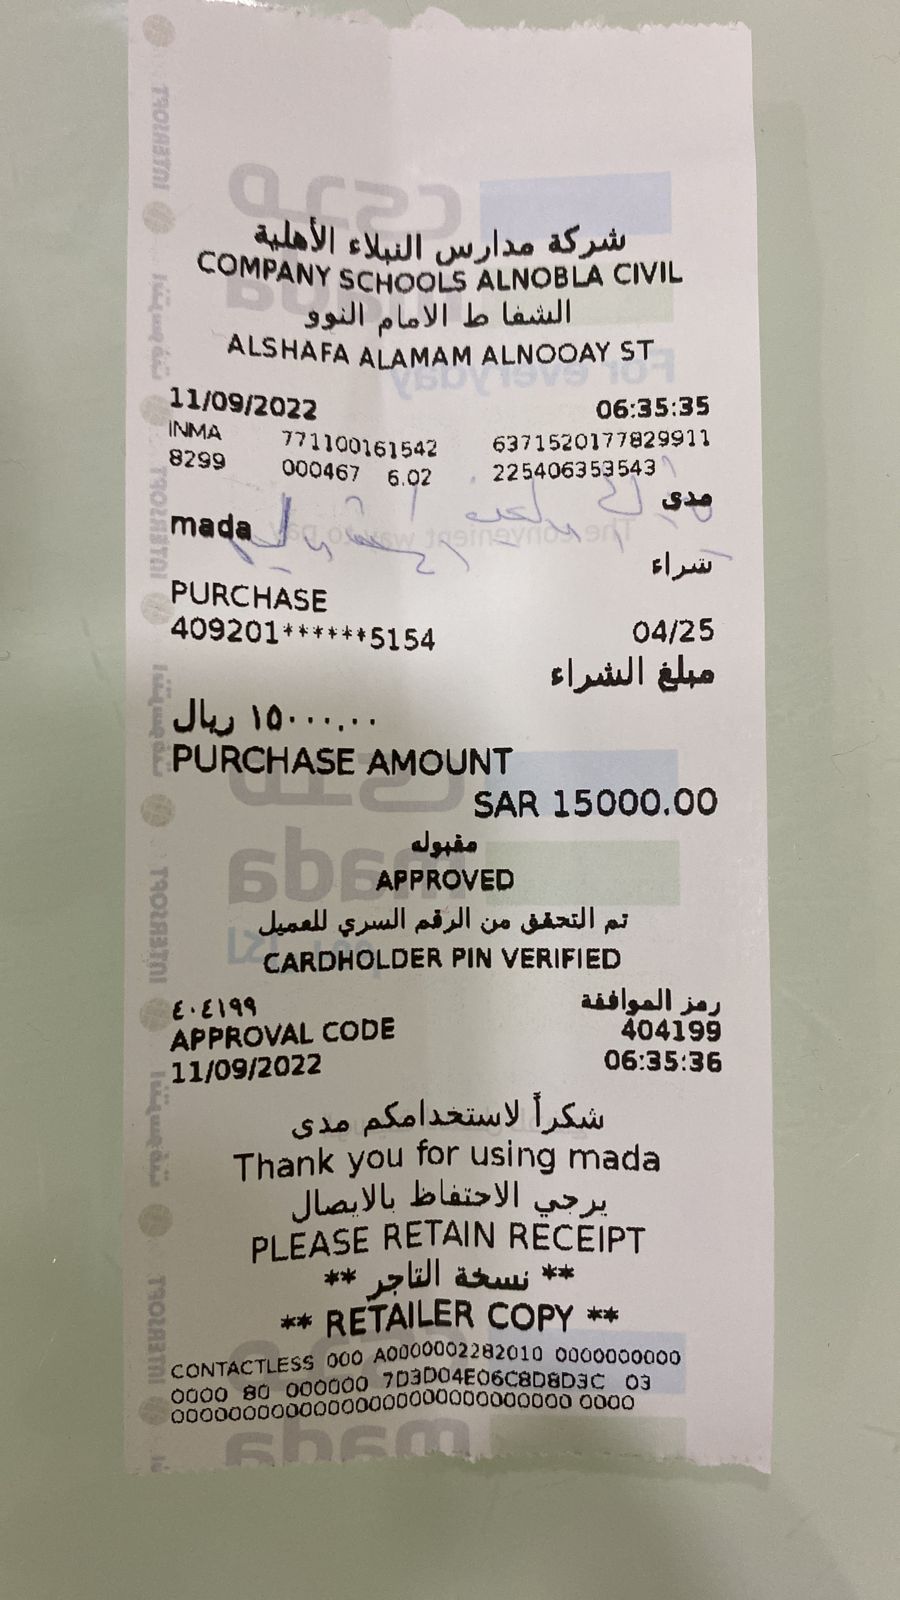 شركة مدارس النبلاء الأهلية
COMPANY SCHOOLS ALNOBLA CIVIL
الشفا ط الامام النوو
ALSHAFA ALAMAM ALNOOAY ST
11/09/2022 06:35:35
INMA 771100161542 6371520177829911
8299 000467 6.02 225406353543
مدى
mada
شراء
PURCHASE
409201******5154 04/25
مبلغ الشراء
١٥٠٠٠.٠٠ ريال
PURCHASE AMOUNT
SAR 15000.00
مقبوله
APPROVED
تم التحقق من الرقم السري للعميل
CARDHOLDER PIN VERIFIED
رمز الموافقة ٤٠٤١٩٩
APPROVAL CODE 404199
11/09/2022 06:35:36
شكراً لاستخدامكم مدى
Thank you for using mada
يرجي الاحتفاظ بالايصال
PLEASE RETAIN RECEIPT
** نسخة التاجر **
** RETAILER COPY **
CONTACTLESS 000 A0000002282010 0000000000
0000 80 000000 7D3D04E06C8D8D3C 03
0000000000000000000000000000000 0000